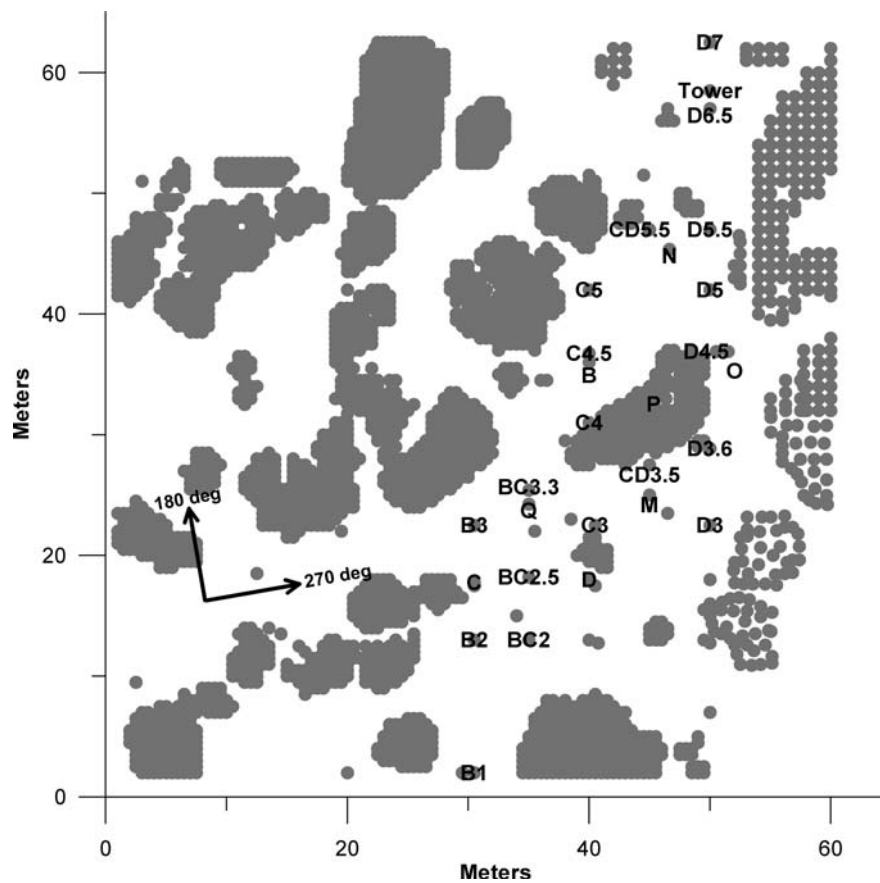 60
D7
Tower
D6.5
CD5.5
D5.5
N
C5
D5
40
C4.5
D4.5
B
O
P
C4
D3.6
CD3.5
BC3.3
M
Q
180 deg
B3
C3
D3
20
270 deg
C
BC2.5
D
B2
BC2
B1
0
0
20
40
60
Meters
Meters